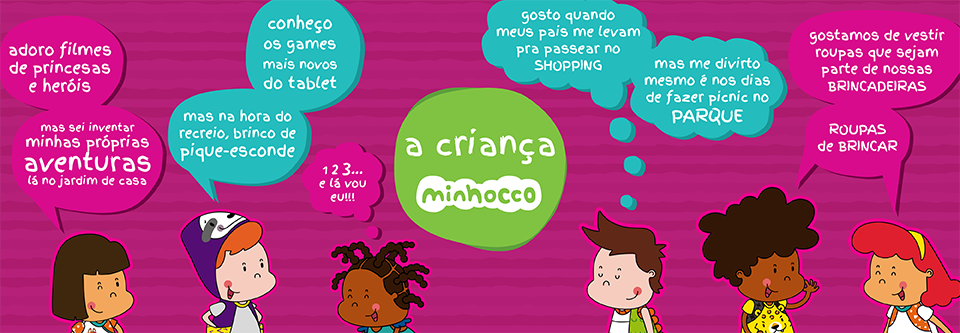 adoro filmes
de princesas
e heróis
mas sei inventar
minhas próprias
aventuras
lá no jardim de casa
conheço
os games
mais novos
do tablet
mas na hora do
recreio, brinco de
pique-esconde
1 2 3...
e lá vou
eu!!!
a criança
minhocco
gosto quando
meus pais me levam
pra passear no
SHOPPING
mas me divirto
mesmo é nos dias
de fazer picnic no
PARQUE
gostamos de vestir
roupas que sejam
parte de nossas
BRINCADEIRAS
ROUPAS
de BRINCAR